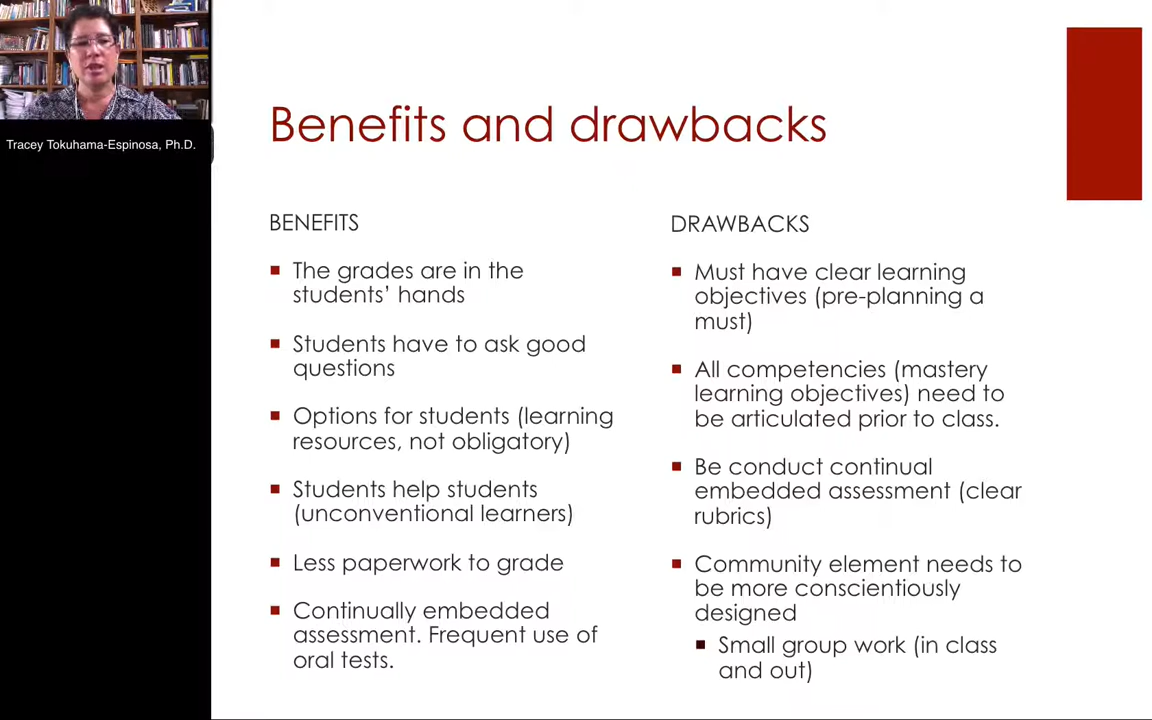 Tracey Tokuhama-Espinosa, Ph.D.
Benefits and drawbacks
BENEFITS
▪ The grades are in the
students’ hands
▪ Students have to ask good
questions
▪ Options for students (learning
resources, not obligatory)
▪ Students help students
(unconventional learners)
▪ Less paperwork to grade
▪ Continually embedded
assessment. Frequent use of
oral tests.
DRAWBACKS
▪ Must have clear learning
objectives (pre-planning a
must)
▪ All competencies (mastery
learning objectives) need to
be articulated prior to class.
▪ Be conduct continual
embedded assessment (clear
rubrics)
▪ Community element needs to
be more conscientiously
designed
▪ Small group work (in class
and out)